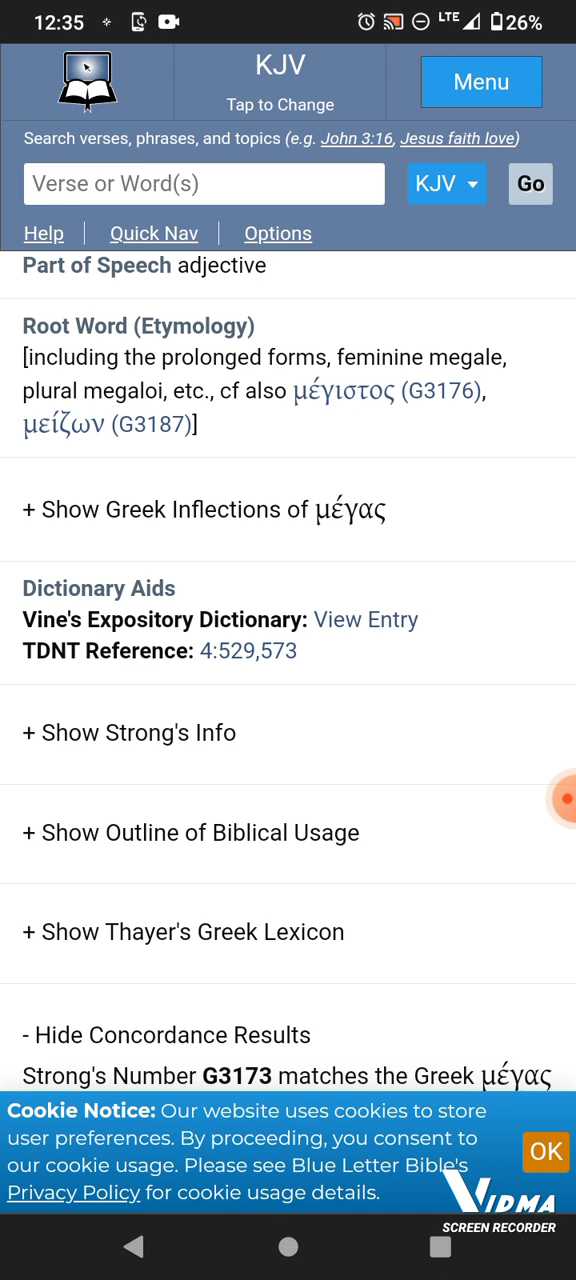 12:35
LTE
26%
KJV
Tap to Change
Menu
Search verses, phrases, and topics (e.g. John 3:16, Jesus faith love)
Verse or Word(s)
KJV
Go
Help
Quick Nav
Options
Part of Speech adjective
Root Word (Etymology)
[including the prolonged forms, feminine megale,
plural megaloi, etc., cf also μέγιστος (G3176),
μείζων (G3187)]
+ Show Greek Inflections of μέγας
Dictionary Aids
Vine's Expository Dictionary: View Entry
TDNT Reference: 4:529,573
+ Show Strong's Info
+ Show Outline of Biblical Usage
+ Show Thayer's Greek Lexicon
- Hide Concordance Results
Strong's Number G3173 matches the Greek μέγας
Cookie Notice: Our website uses cookies to store
user preferences. By proceeding, you consent to
our cookie usage. Please see Blue Letter Bible's
Privacy Policy for cookie usage details.
OK
VIDMA
SCREEN RECORDER